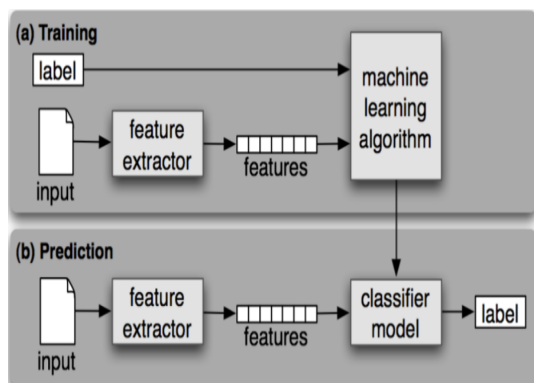 (a) Training
label
machine
learning
algorithm
feature
extractor
features
input
(b) Prediction
feature
extractor
classifier
model
label
features
input